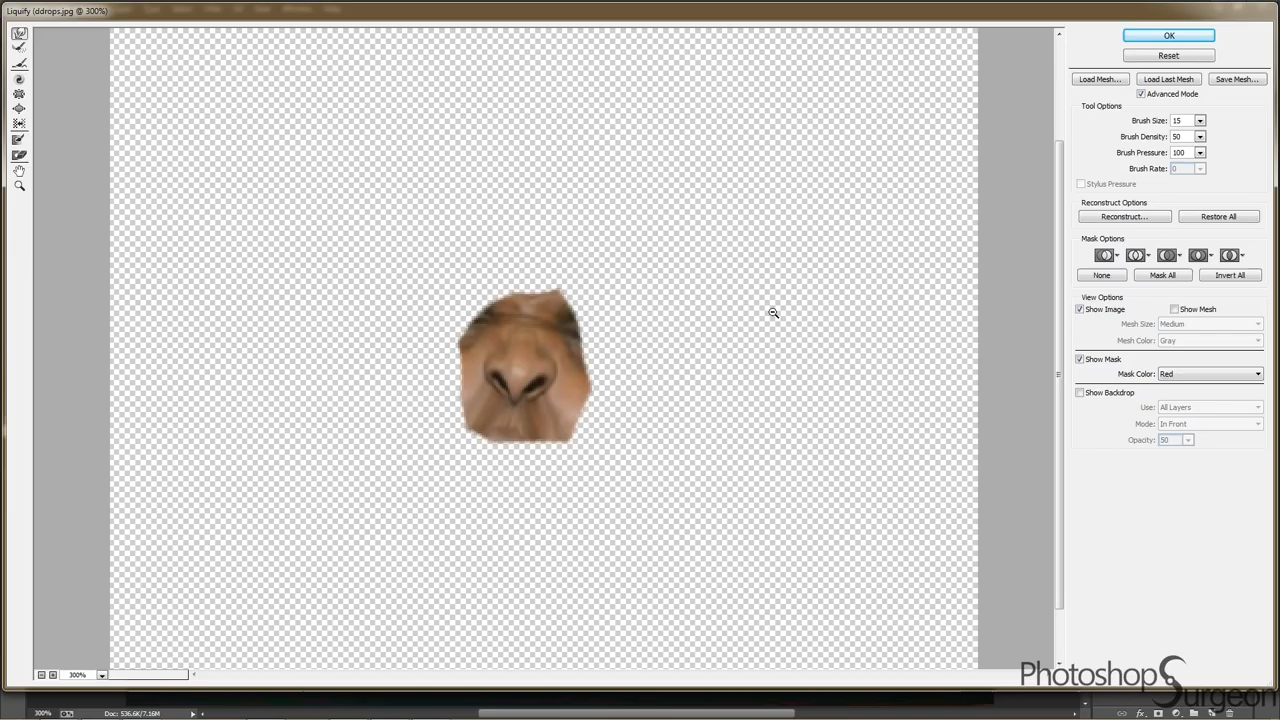 Liquify (ddrops.jpg @ 300%)
OK
Reset
Load Mesh...
Load Last Mesh
Save Mesh...
Advanced Mode
Tool Options
Brush Size: 15
Brush Density: 50
Brush Pressure: 100
Brush Rate: 0
Stylus Pressure
Reconstruct Options
Reconstruct...
Restore All
Mask Options
None
Mask All
Invert All
View Options
Show Image
Show Mesh
Mesh Size: Medium
Mesh Color: Gray
Show Mask
Mask Color: Red
Show Backdrop
Use: All Layers
Mode: In Front
Opacity: 50
300%
Photoshop
Surgeon
300%
Doc: 536.6K/7.16M
fx